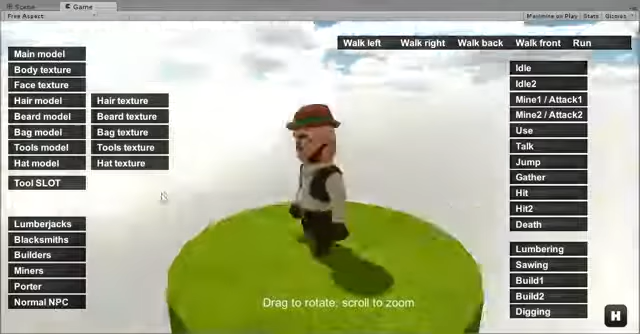 Scene Game
Free Aspect
Maximize on Play Stats Gizmos
Walk left Walk right Walk back Walk front Run
Main model
Body texture
Face texture
Hair model Hair texture
Beard model Beard texture
Bag model Bag texture
Tools model Tools texture
Hat model Hat texture
Tool SLOT
Lumberjacks
Blacksmiths
Builders
Miners
Porter
Normal NPC
Idle
Idle2
Mine1 / Attack1
Mine2 / Attack2
Use
Talk
Jump
Gather
Hit
Hit2
Death
Lumbering
Sawing
Build1
Build2
Digging
Drag to rotate, scroll to zoom
H